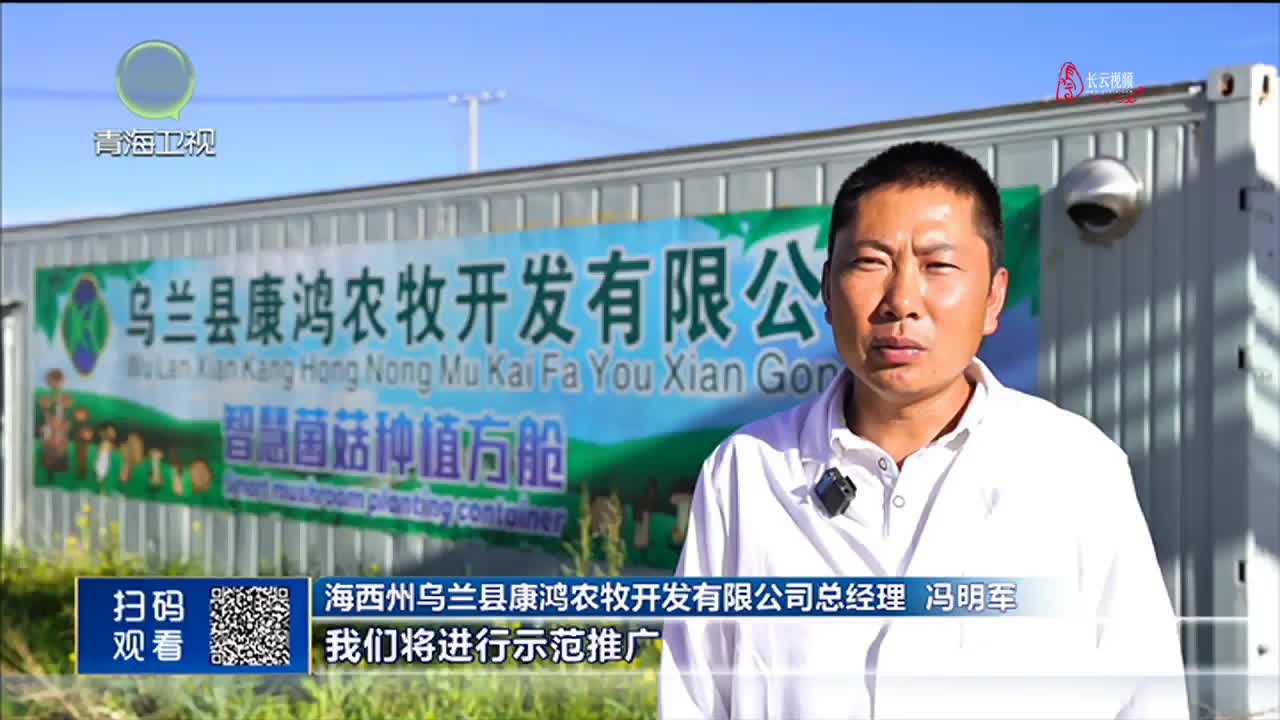 青海卫视
长云视频
乌兰县康鸿农牧开发有限公
Wu Lan Xian Kang Hong Nong Mu Kai Fa You Xian Gon
智慧菌菇种植方舱
Smart mushroom planting container
扫码
观看
海西州乌兰县康鸿农牧开发有限公司总经理 冯明军
我们将进行示范推广